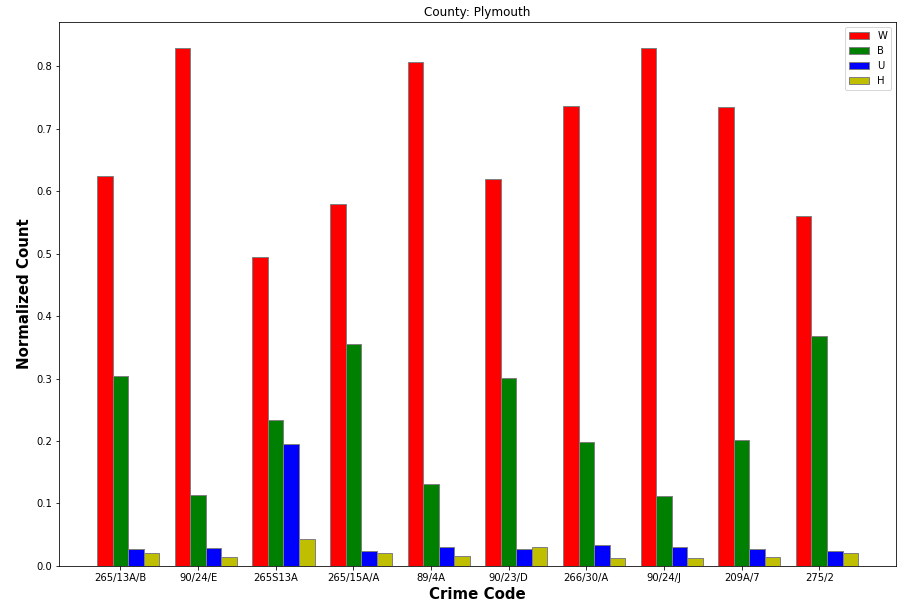 County: Plymouth
W
B
U
H
Normalized Count
0.8
0.7
0.6
0.5
0.4
0.3
0.2
0.1
0.0
265/13A/B 90/24/E 265S13A 265/15A/A 89/4A 90/23/D 266/30/A 90/24/J 209A/7 275/2
Crime Code